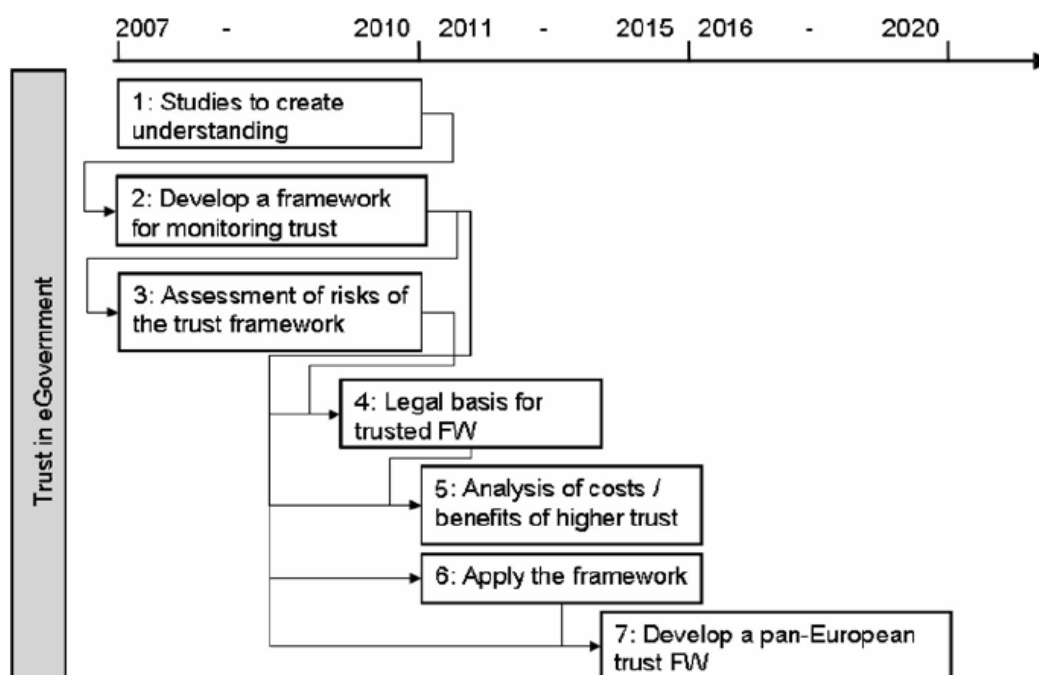 2007 - 2010 2011 - 2015 2016 - 2020
Trust in eGovernment
1: Studies to create
understanding
2: Develop a framework
for monitoring trust
3: Assessment of risks of
the trust framework
4: Legal basis for
trusted FW
5: Analysis of costs /
benefits of higher trust
6: Apply the framework
7: Develop a pan-European
trust FW